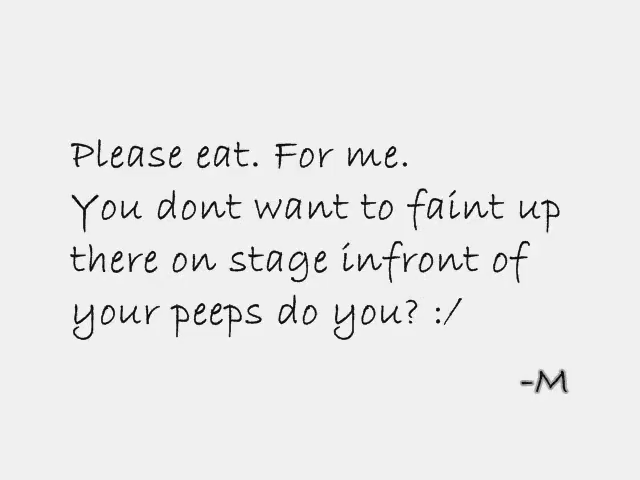 Please eat. For me.
You dont want to faint up
there on stage infront of
your peeps do you? :/
-M